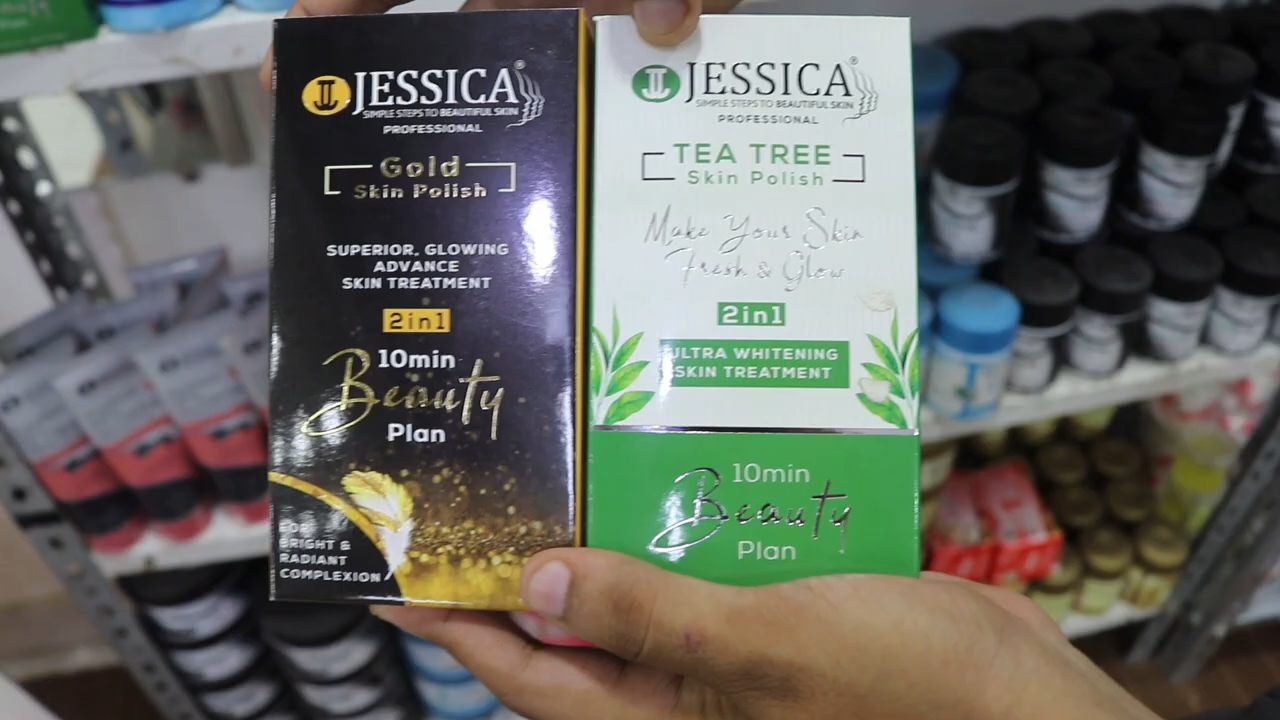 JESSICA®
SIMPLE STEPS TO BEAUTIFUL SKIN
PROFESSIONAL
Gold
Skin Polish
SUPERIOR, GLOWING
ADVANCE
SKIN TREATMENT
2in1
10min
Beauty
Plan
FOR
BRIGHT &
RADIANT
COMPLEXION
JESSICA®
SIMPLE STEPS TO BEAUTIFUL SKIN
PROFESSIONAL
TEA TREE
Skin Polish
Make Your Skin
Fresh & Glow
2in1
ULTRA WHITENING
SKIN TREATMENT
10min
Beauty
Plan